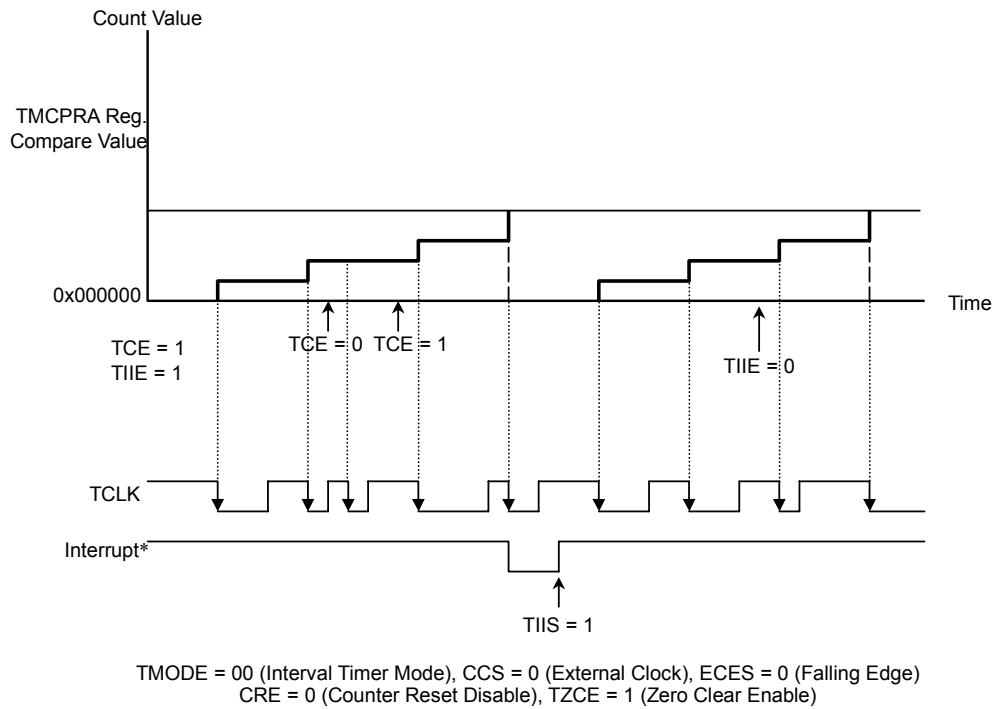 Count Value
TMCPRA Reg.
Compare Value
0x000000
Time
TCE = 1
TIIE = 1
TCE = 0 TCE = 1
TIIE = 0
TCLK
Interrupt*
TIIS = 1
TMODE = 00 (Interval Timer Mode), CCS = 0 (External Clock), ECES = 0 (Falling Edge)
CRE = 0 (Counter Reset Disable), TZCE = 1 (Zero Clear Enable)